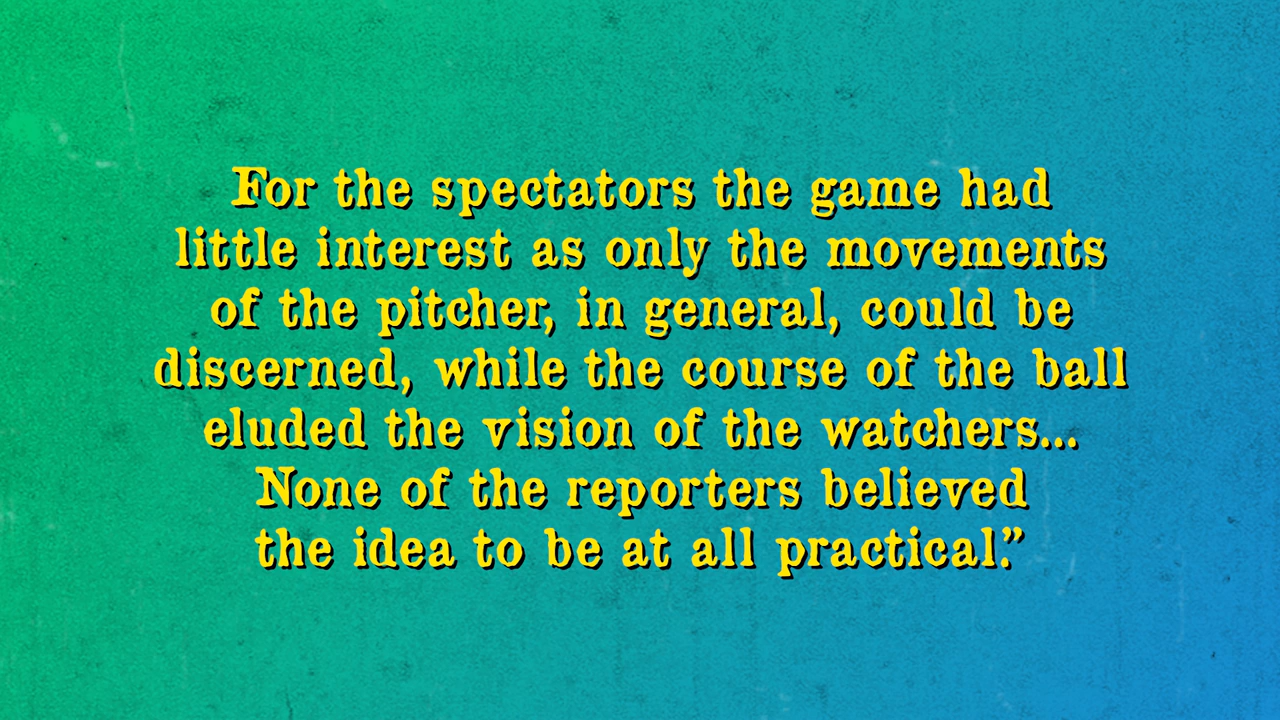 For the spectators the game had
little interest as only the movements
of the pitcher, in general, could be
discerned, while the course of the ball
eluded the vision of the watchers...
None of the reporters believed
the idea to be at all practical.”